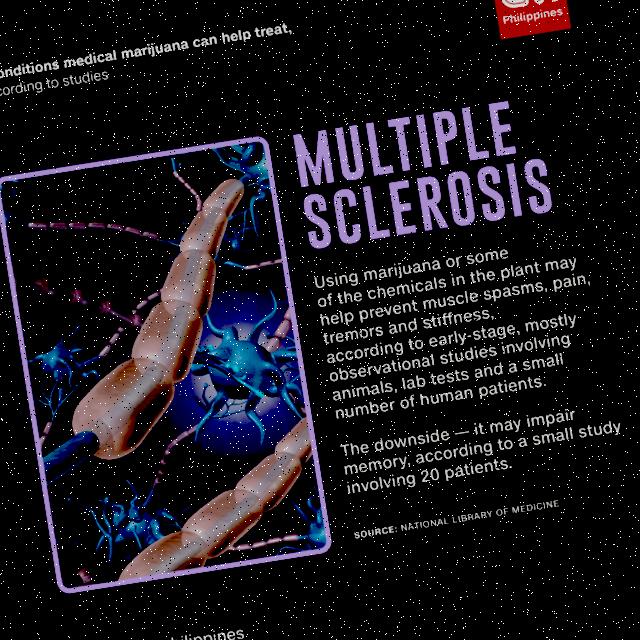 onditions medical marijuana can help treat,
cording to studies
Philippines
MULTIPLE
SCLEROSIS
Using marijuana or some
of the chemicals in the plant may
help prevent muscle spasms, pain,
tremors and stiffness,
according to early-stage, mostly
observational studies involving
animals, lab tests and a small
number of human patients.
The downside — it may impair
memory, according to a small study
involving 20 patients.
SOURCE: NATIONAL LIBRARY OF MEDICINE
hilippines